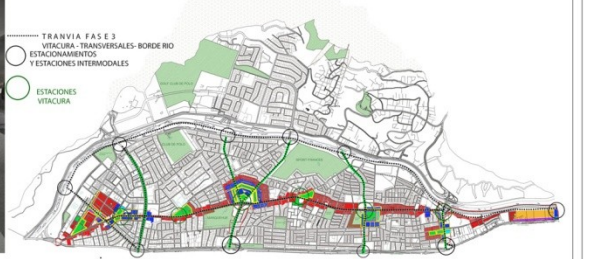 TRANVIA FASE 3
VITACURA - TRANSVERSALES- BORDE RIO
ESTACIONAMIENTOS
Y ESTACIONES INTERMODALES
ESTACIONES
VITACURA